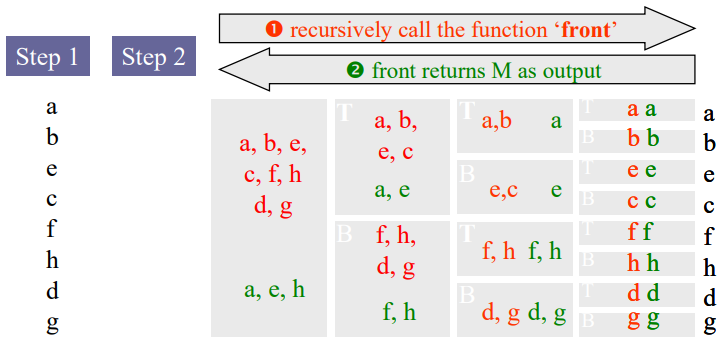 ❶ recursively call the function ‘front’
Step 1 Step 2
❷ front returns M as output
a
b
e
c
f
h
d
g
a, b, e,
c, f, h
d, g
a, e, h
T
a, b,
e, c
a, e
B
f, h,
d, g
f, h
T
a,b a
B
e,c e
T
f, h f, h
B
d, g d, g
T a a
B b b
T e e
B c c
T f f
B h h
T d d
B g g
a
b
e
c
f
h
d
g